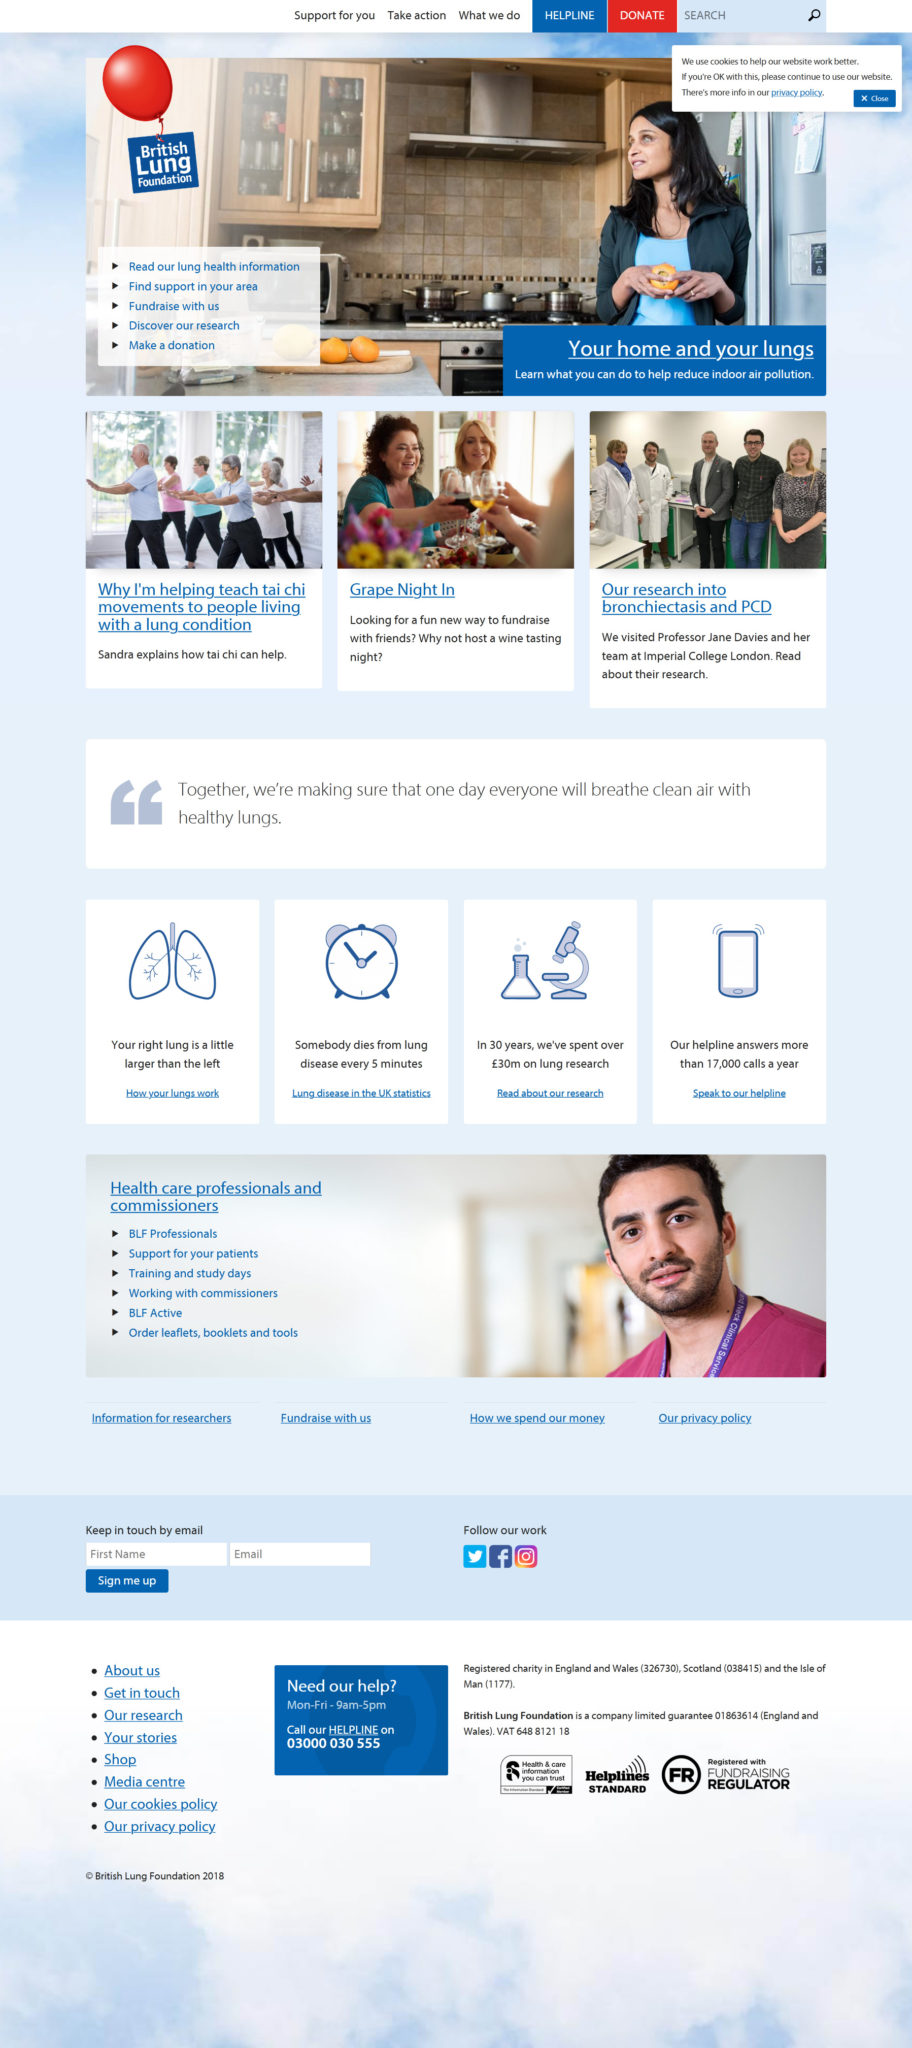 Support for you Take action What we do HELPLINE DONATE SEARCH
We use cookies to help our website work better.
If you're OK with this, please continue to use our website.
There's more info in our privacy policy.
× Close
British
Lung
Foundation
Read our lung health information
Find support in your area
Fundraise with us
Discover our research
Make a donation
Your home and your lungs
Learn what you can do to help reduce indoor air pollution.
Why I'm helping teach tai chi
movements to people living
with a lung condition
Sandra explains how tai chi can help.
Grape Night In
Looking for a fun new way to fundraise
with friends? Why not host a wine tasting
night?
Our research into
bronchiectasis and PCD
We visited Professor Jane Davies and her
team at Imperial College London. Read
about their research.
Together, we're making sure that one day everyone will breathe clean air with
healthy lungs.
Your right lung is a little
larger than the left
How your lungs work
Somebody dies from lung
disease every 5 minutes
Lung disease in the UK statistics
In 30 years, we've spent over
£30m on lung research
Read about our research
Our helpline answers more
than 17,000 calls a year
Speak to our helpline
Health care professionals and
commissioners
BLF Professionals
Support for your patients
Training and study days
Working with commissioners
BLF Active
Order leaflets, booklets and tools
Neck Clinical Servic
Information for researchers
Fundraise with us
How we spend our money
Our privacy policy
Keep in touch by email
First Name Email
Sign me up
Follow our work
About us
Get in touch
Our research
Your stories
Shop
Media centre
Our cookies policy
Our privacy policy
Need our help?
Mon-Fri - 9am-5pm
Call our HELPLINE on
03000 030 555
Registered charity in England and Wales (326730), Scotland (038415) and the Isle of
Man (1177).
British Lung Foundation is a company limited guarantee 01863614 (England and
Wales). VAT 648 8121 18
Health & care
information
you can trust
The Information Standard
Helplines
STANDARD
FR
Registered with
FUNDRAISING
REGULATOR
© British Lung Foundation 2018